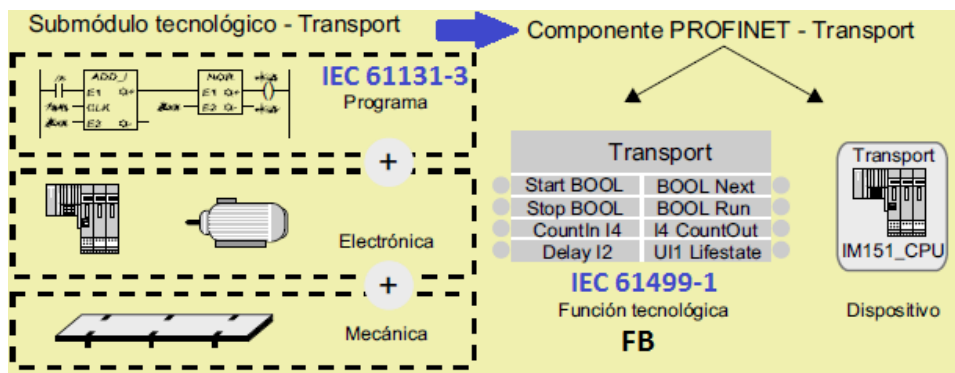 Submódulo tecnológico - Transport
Componente PROFINET - Transport
IEC 61131-3
Programa
ADD_I
E1 Q+
CLK
E2 Q-
NOR
E1 Q+
E2 Q-
+
Electrónica
+
Mecánica
Transport
Start BOOL BOOL Next
Stop BOOL BOOL Run
CountIn I4 I4 CountOut
Delay I2 UI1 Lifestate
IEC 61499-1
Función tecnológica
FB
Transport
IM151_CPU
Dispositivo